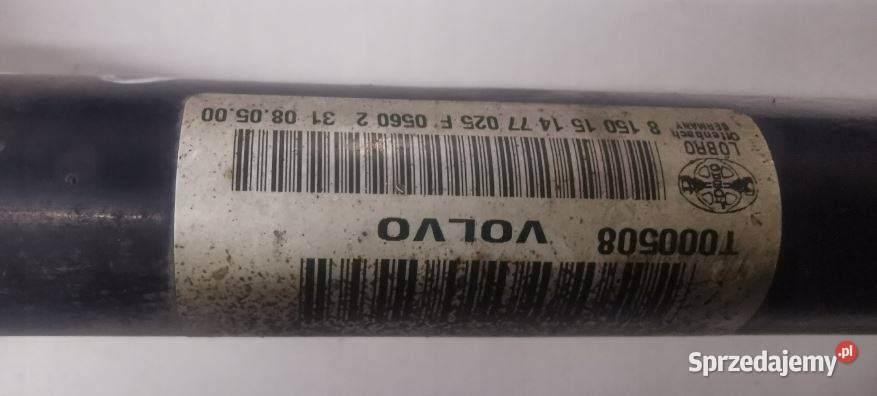 T000508
VOLVO
LÖBRO
Offenbach
GERMANY
8 150 15 14 77 025 F 0560 2 31 08.05.00
Sprzedajemy.pl